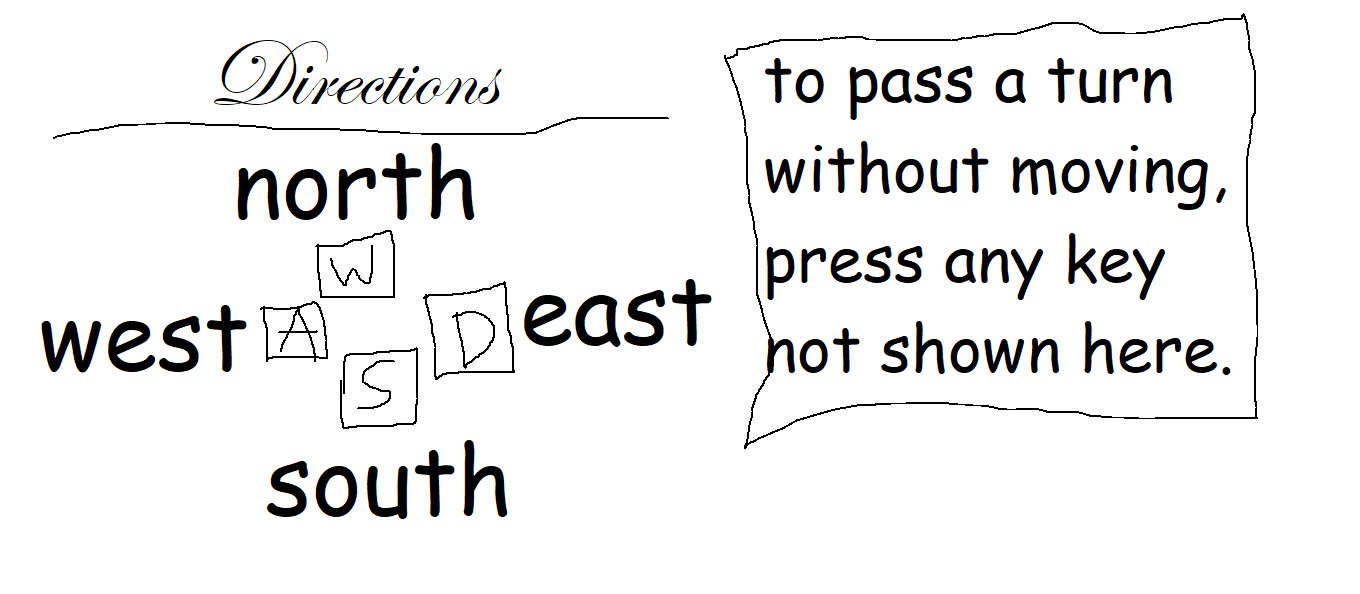 Directions
north
W
west A D east
S
south
to pass a turn
without moving,
press any key
not shown here.